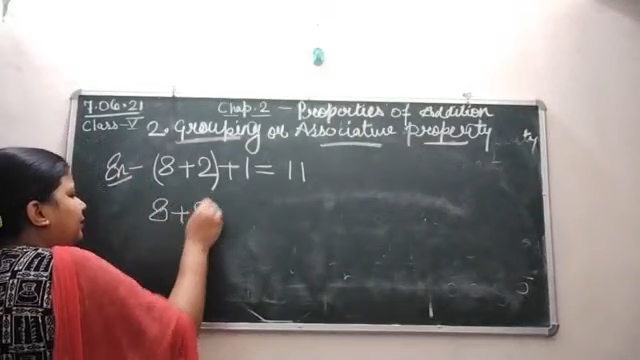 7.06.21 Chap. 2 - Properties of Addition
Class-V 2. Grouping or Associative property ty
Ex- (8+2)+1= 11
8+